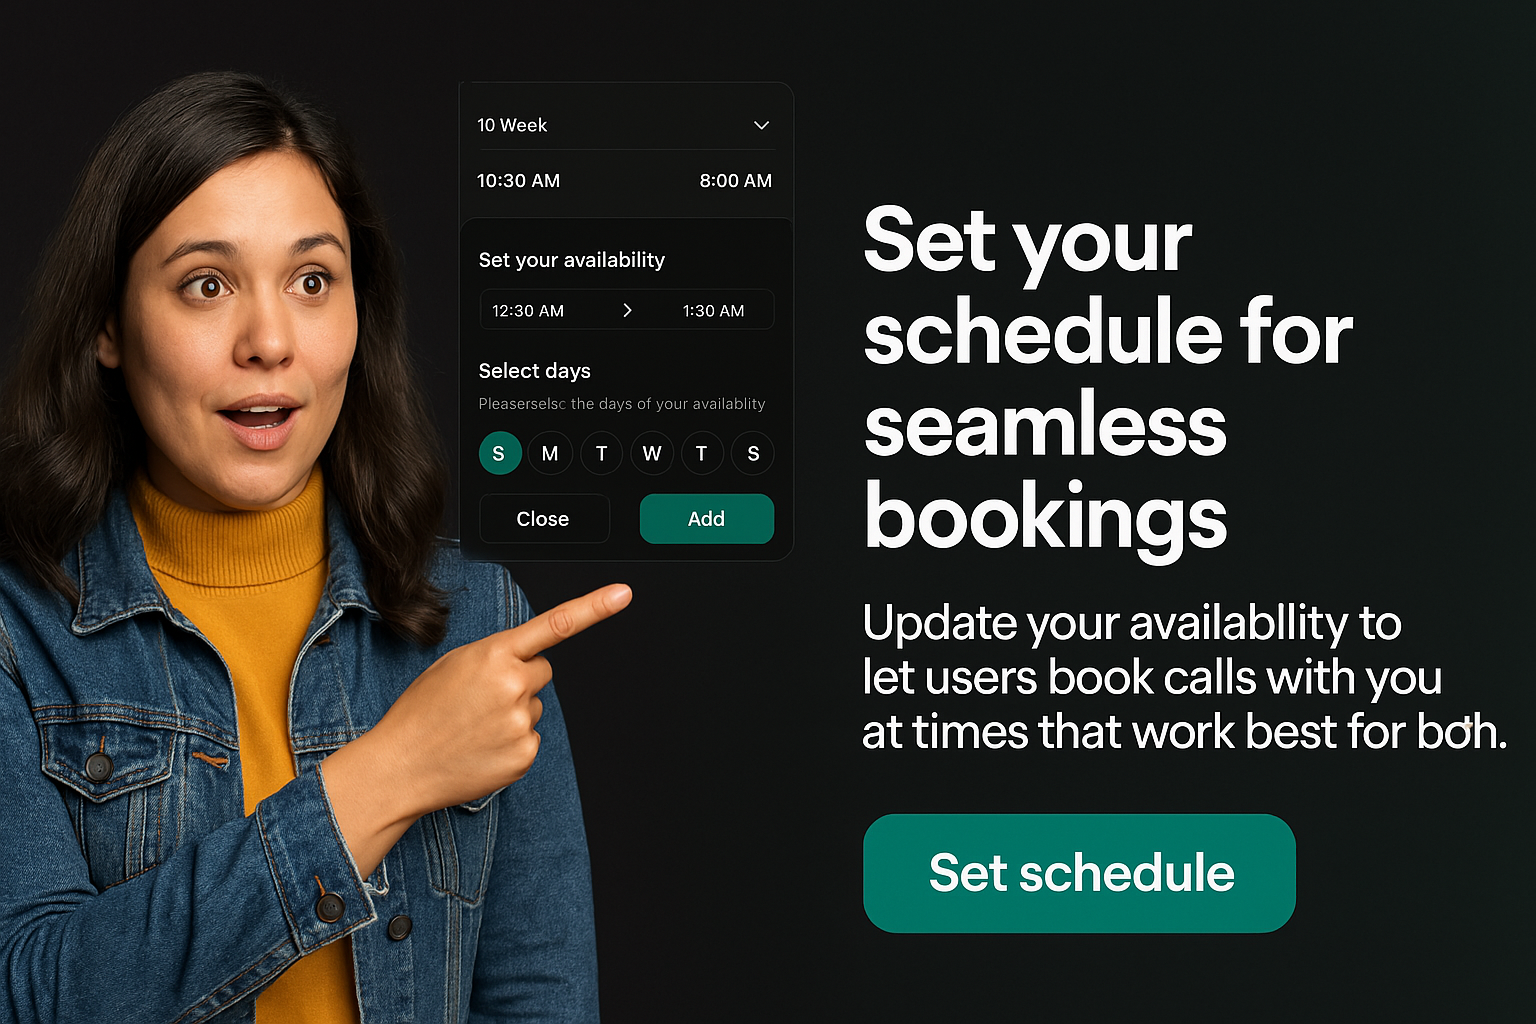 10 Week
10:30 AM 8:00 AM
Set your availability
12:30 AM > 1:30 AM
Select days
Pleaserselsc the days of your availablity
S M T W T S
Close Add
Set your
schedule for
seamless
bookings
Update your availabllity to
let users book calls with you
at times that work best for boh.
Set schedule